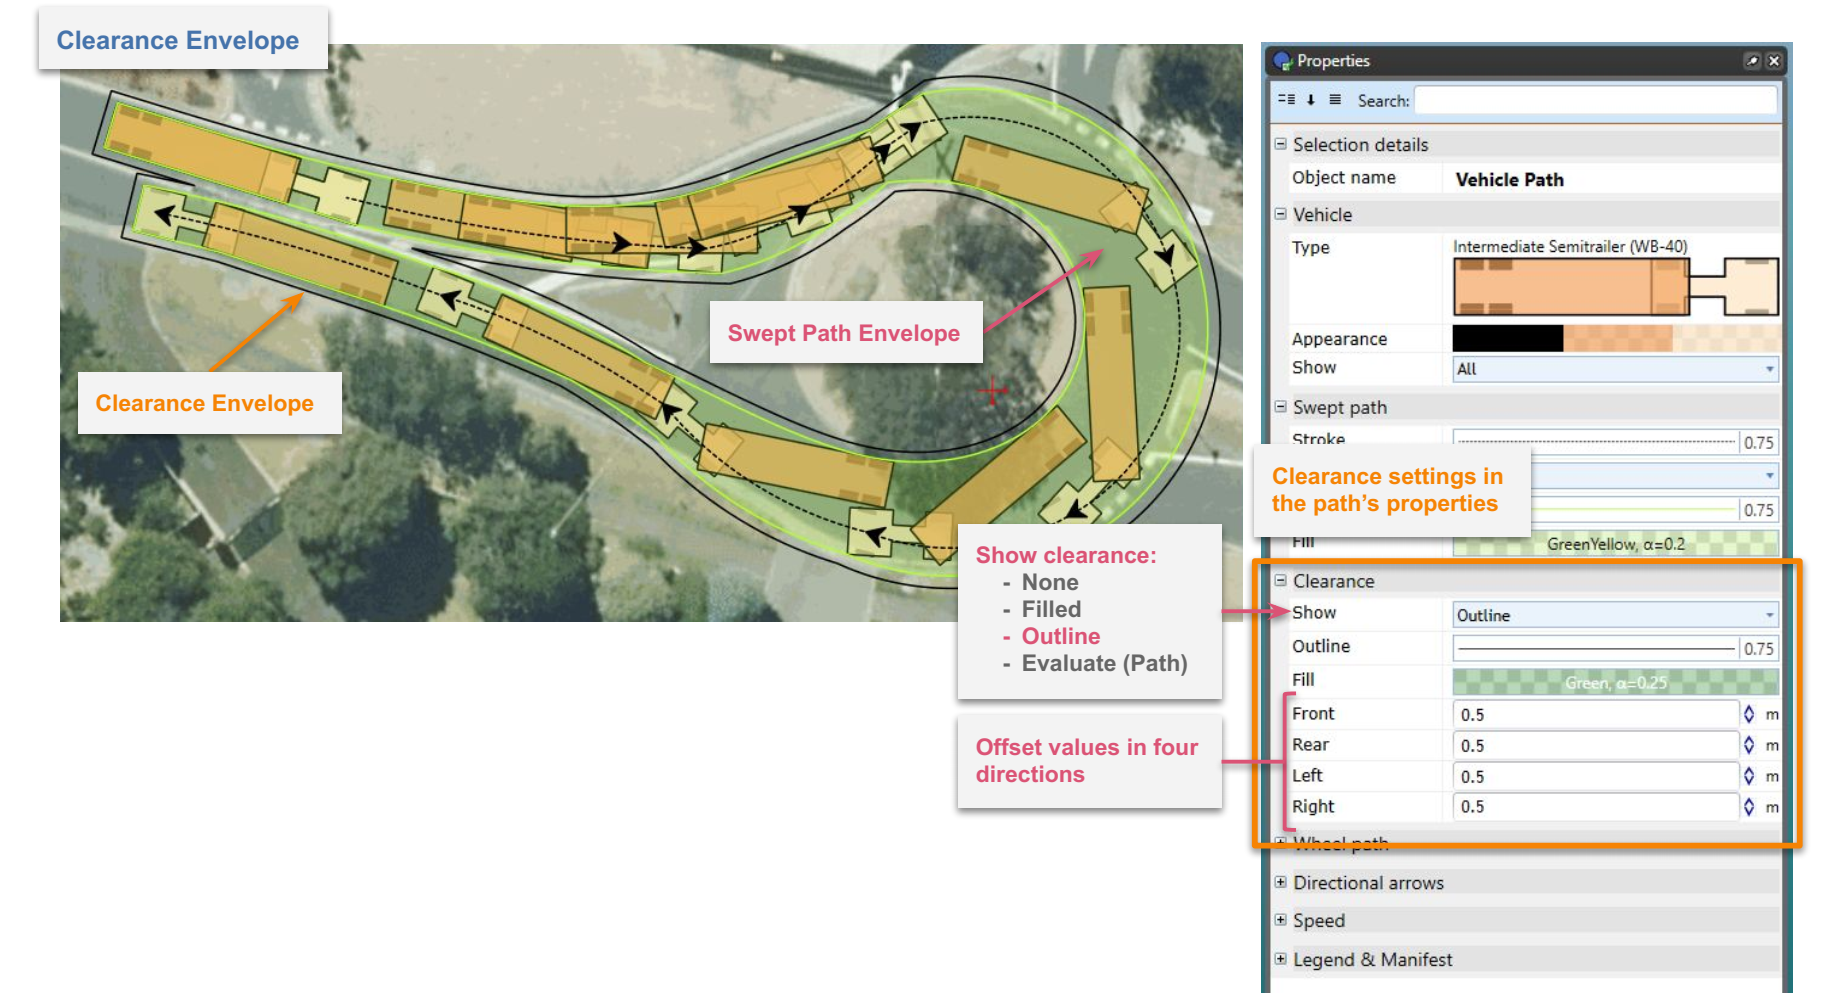 Clearance Envelope
Swept Path Envelope
Clearance Envelope
Show clearance:
- None
- Filled
- Outline
- Evaluate (Path)
Offset values in four
directions
Properties
Search:
Selection details
Object name Vehicle Path
Vehicle
Type Intermediate Semitrailer (WB-40)
Appearance
Show All
Swept path
Stroke 0.75
Clearance settings in
the path's properties
0.75
Fill GreenYellow, α=0.2
Clearance
Show Outline
Outline 0.75
Fill Green, α=0.25
Front 0.5 m
Rear 0.5 m
Left 0.5 m
Right 0.5 m
Wheel path
Directional arrows
Speed
Legend & Manifest